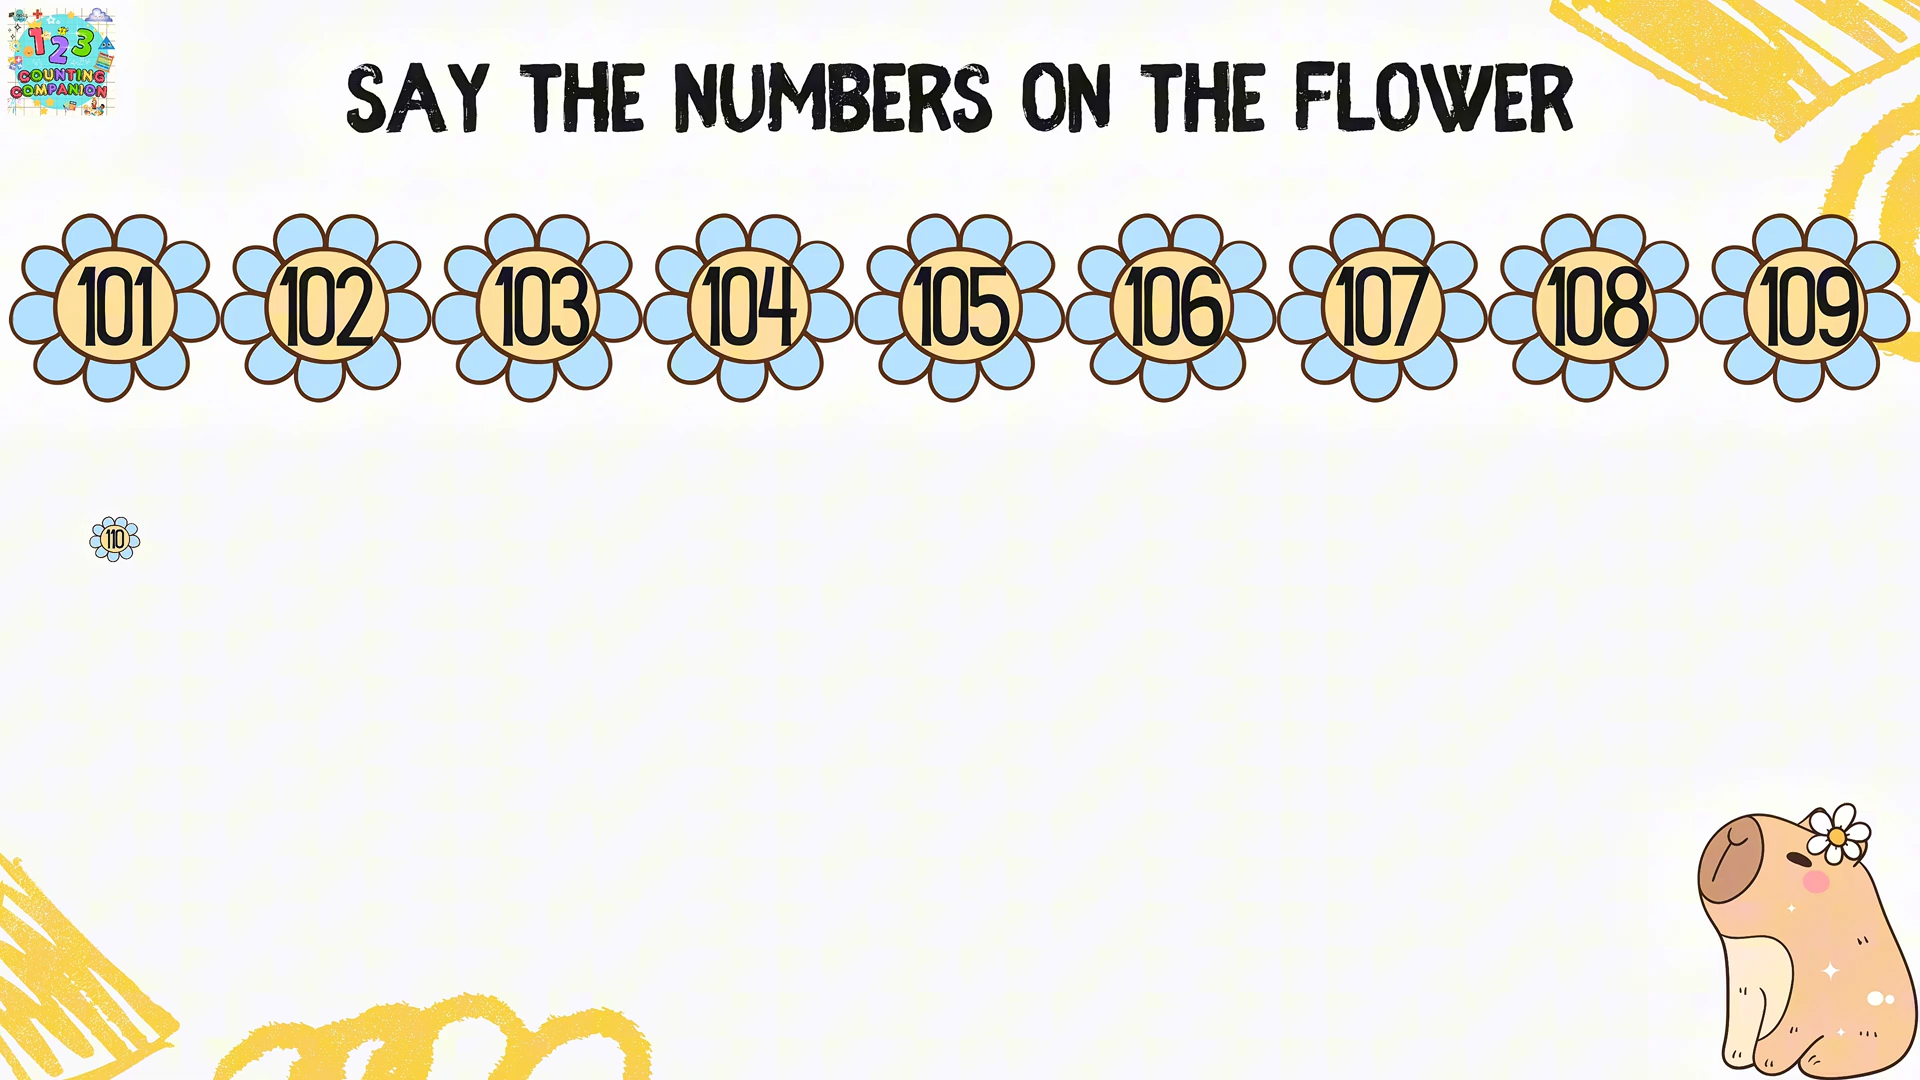 123
COUNTING
COMPANION
SAY THE NUMBERS ON THE FLOWER
101 102 103 104 105 106 107 108 109
110